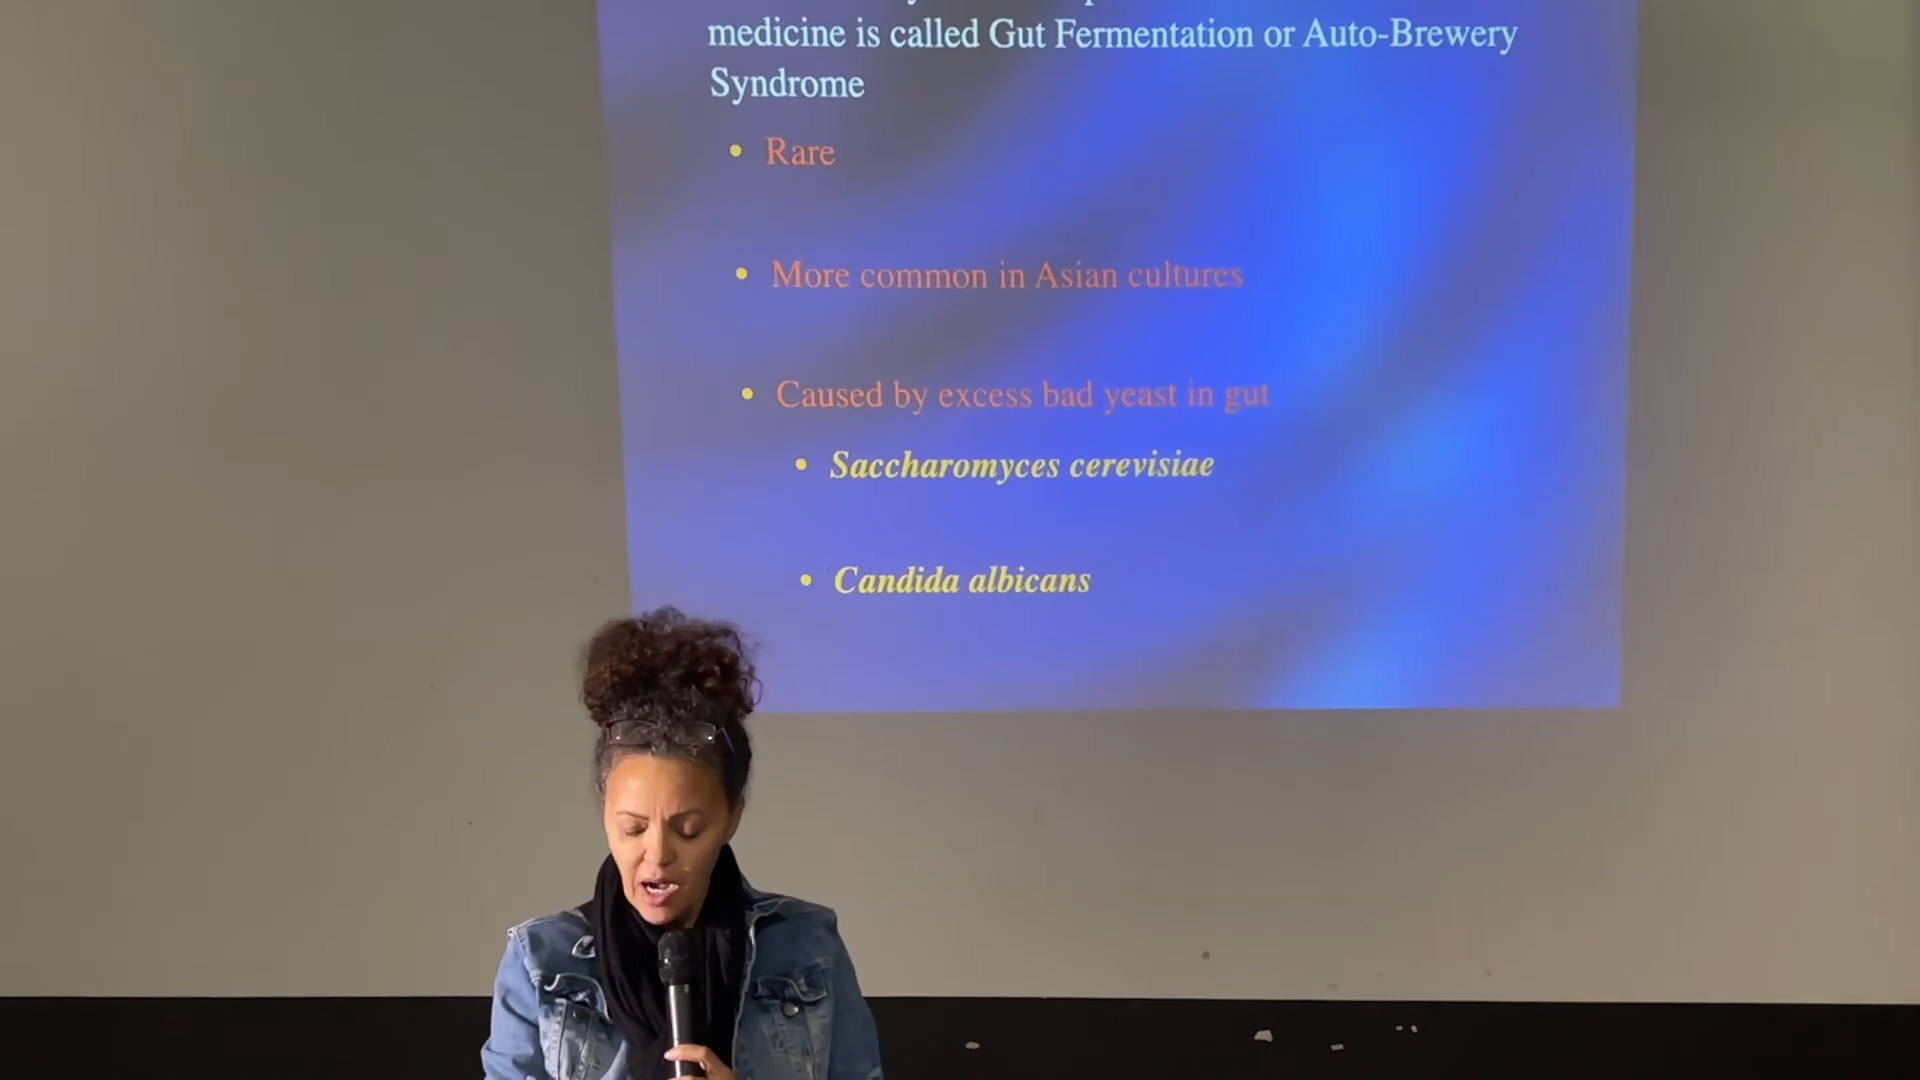 medicine is called Gut Fermentation or Auto-Brewery
Syndrome
• Rare
• More common in Asian cultures
• Caused by excess bad yeast in gut
• Saccharomyces cerevisiae
• Candida albicans